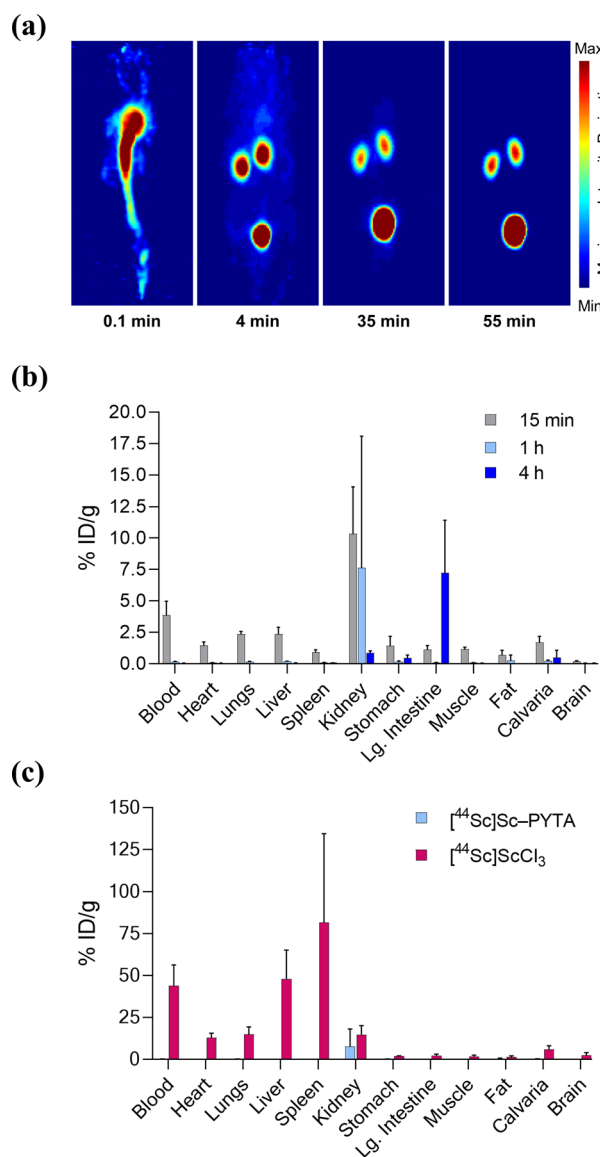 (a)
Max
Min
0.1 min
4 min
35 min
55 min
(b)
20.0
17.5
15.0
12.5
10.0
7.5
5.0
2.5
0.0
% ID/g
15 min
1 h
4 h
Blood
Heart
Lungs
Liver
Spleen
Kidney
Stomach
Lg. Intestine
Muscle
Fat
Calvaria
Brain
(c)
150
125
100
75
50
25
0
% ID/g
[⁴⁴Sc]Sc–PYTA
[⁴⁴Sc]ScCl₃
Blood
Heart
Lungs
Liver
Spleen
Kidney
Stomach
Lg. Intestine
Muscle
Fat
Calvaria
Brain